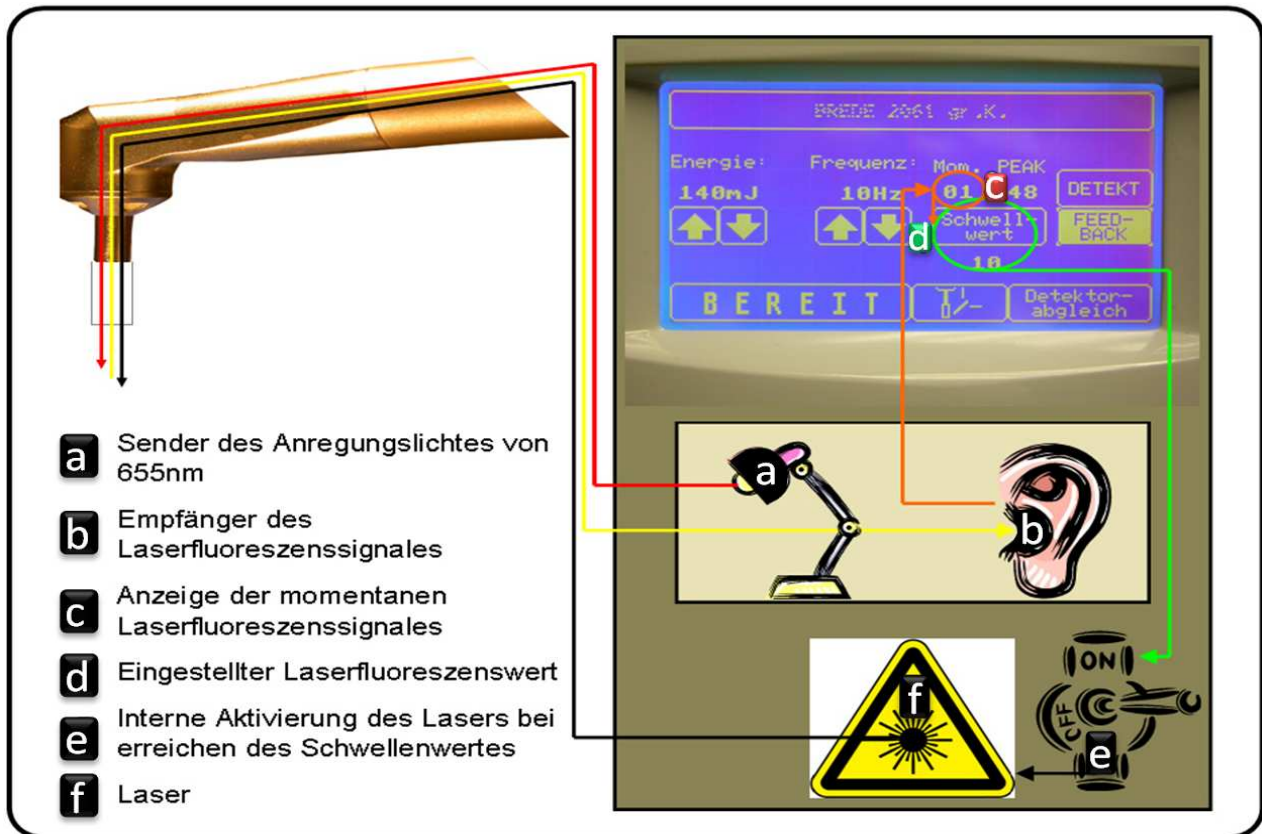 BREDE 2061 gr.K.
Energie: Frequenz: Mom. PEAK
140mJ 10Hz 01 c 48 DETEKT
d Schwell-
wert
FEED-
BACK
10
BEREIT Detektor-
abgleich
a Sender des Anregungslichtes von
655nm
b Empfänger des
Laserfluoreszenssignales
c Anzeige der momentanen
Laserfluoreszenssignales
d Eingestellter Laserfluoreszenswert
e Interne Aktivierung des Lasers bei
erreichen des Schwellenwertes
f Laser
a
b
f
ON
OFF
e